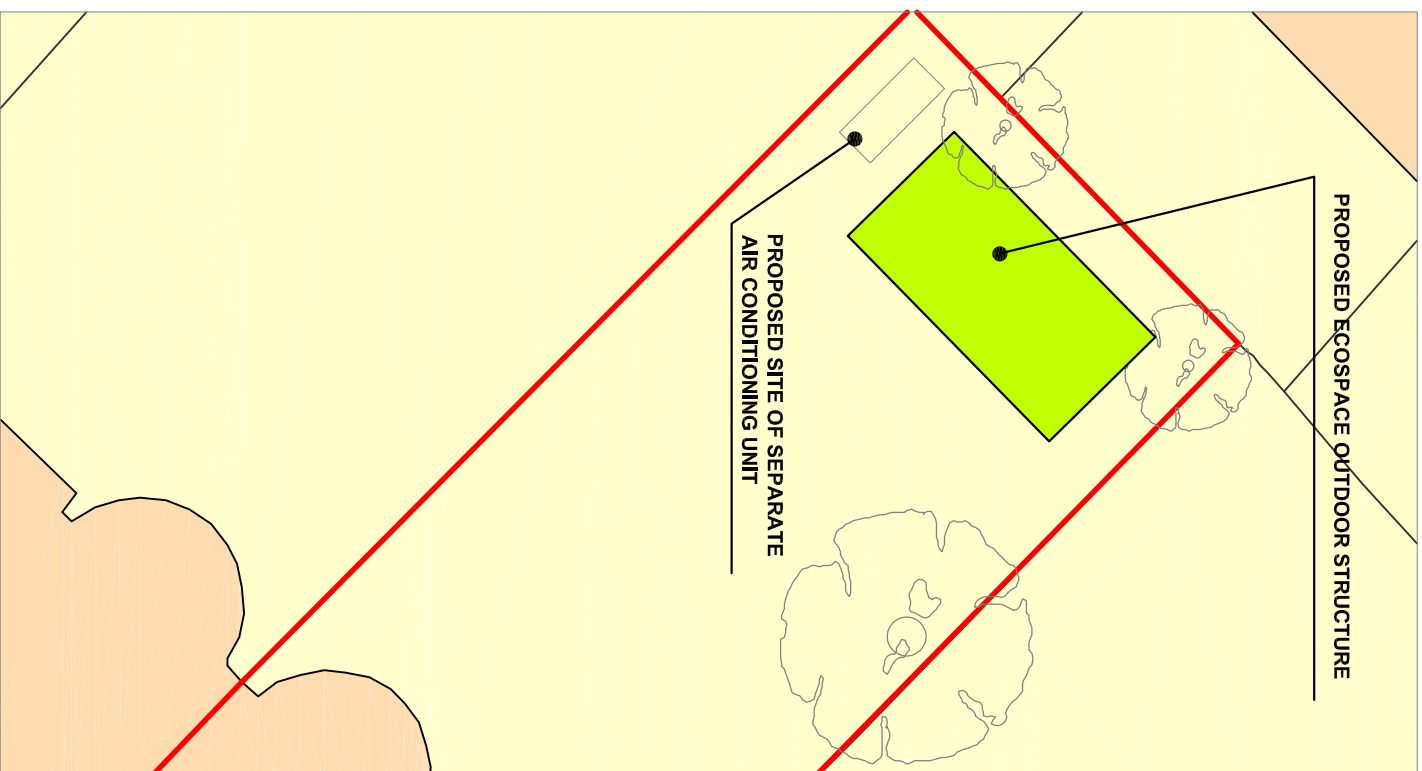 PROPOSED SITE OF SEPARATE
AIR CONDITIONING UNIT
PROPOSED ECOSPACE OUTDOOR STRUCTURE